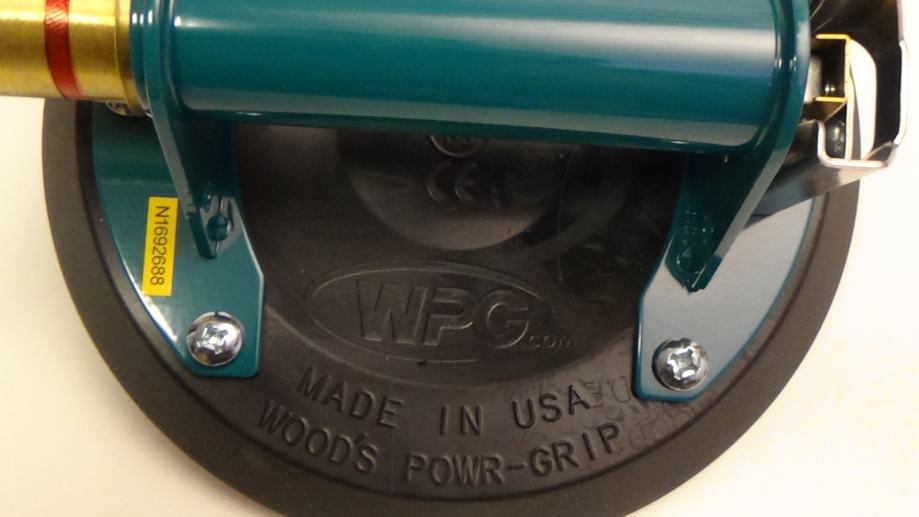 CE
N1692688
WPG.com
MADE IN USA
WOOD'S POWR-GRIP